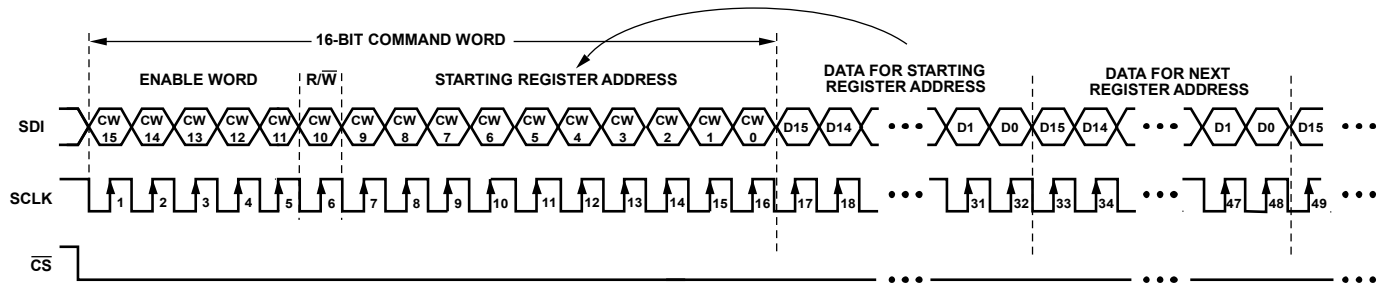 16-BIT COMMAND WORD
ENABLE WORD R/W STARTING REGISTER ADDRESS DATA FOR STARTING REGISTER ADDRESS DATA FOR NEXT REGISTER ADDRESS
SDI CW 15 CW 14 CW 13 CW 12 CW 11 CW 10 CW 9 CW 8 CW 7 CW 6 CW 5 CW 4 CW 3 CW 2 CW 1 CW 0 D15 D14 ••• D1 D0 D15 D14 ••• D1 D0 D15 •••
SCLK 1 2 3 4 5 6 7 8 9 10 11 12 13 14 15 16 17 18 ••• 31 32 33 34 ••• 47 48 49 •••
CS ••• ••• •••